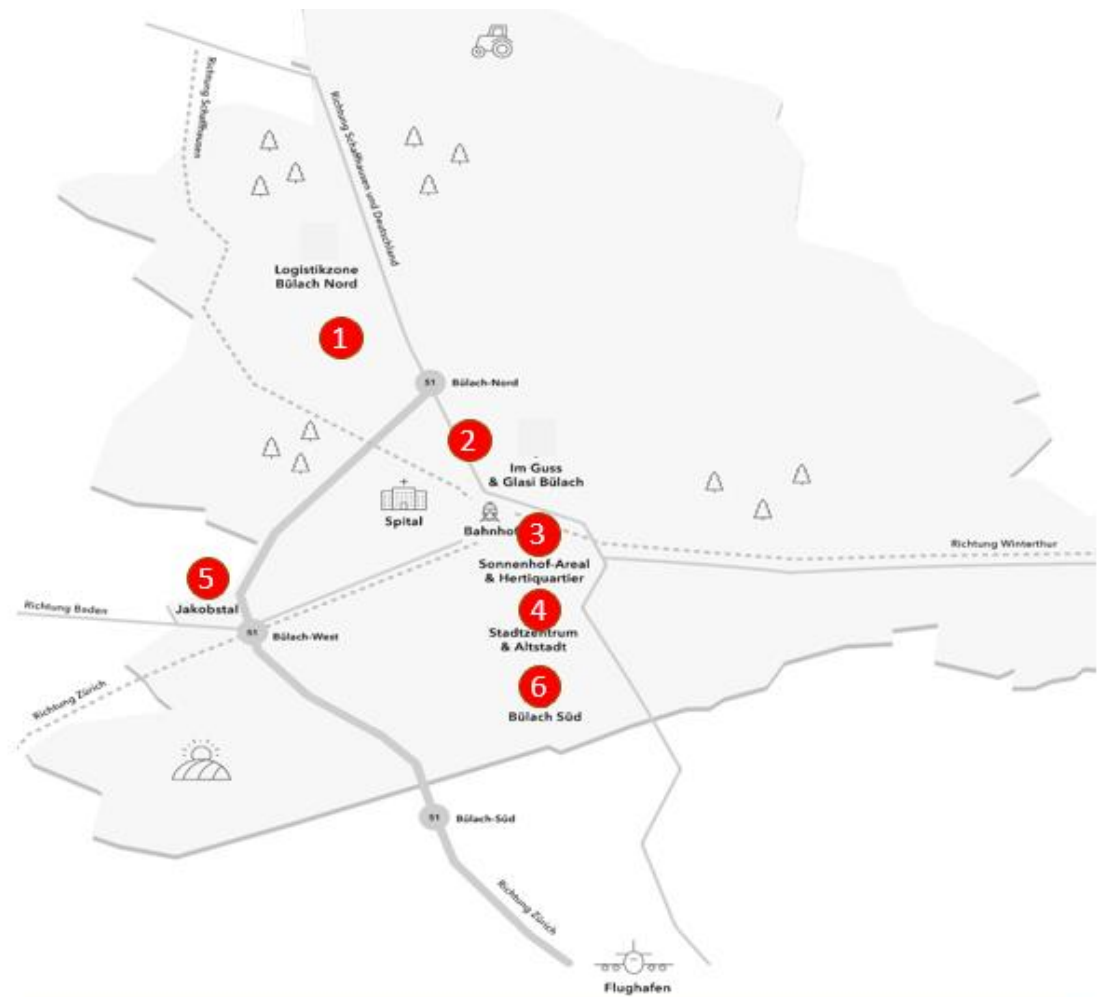 Richtung Schaffhausen
Richtung Schaffhausen und Deutschland
Logistikzone
Bülach Nord
1
51
Bülach-Nord
2
Im Guss
& Glasi Bülach
Spital
Bahnhof
3
Richtung Winterthur
Sonnenhof-Areal
& Hertiquartier
5
Jakobstal
Richtung Baden
4
51
Bülach-West
Stadtzentrum
& Altstadt
Richtung Zürich
6
Bülach Süd
51
Bülach-Süd
Richtung Zürich
Flughafen